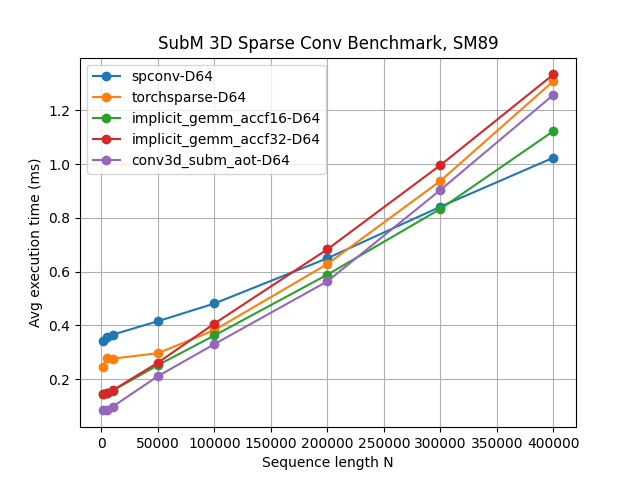 SubM 3D Sparse Conv Benchmark, SM89
spconv-D64
torchsparse-D64
implicit_gemm_accf16-D64
implicit_gemm_accf32-D64
conv3d_subm_aot-D64
Avg execution time (ms)
1.2
1.0
0.8
0.6
0.4
0.2
0 50000 100000 150000 200000 250000 300000 350000 400000
Sequence length N